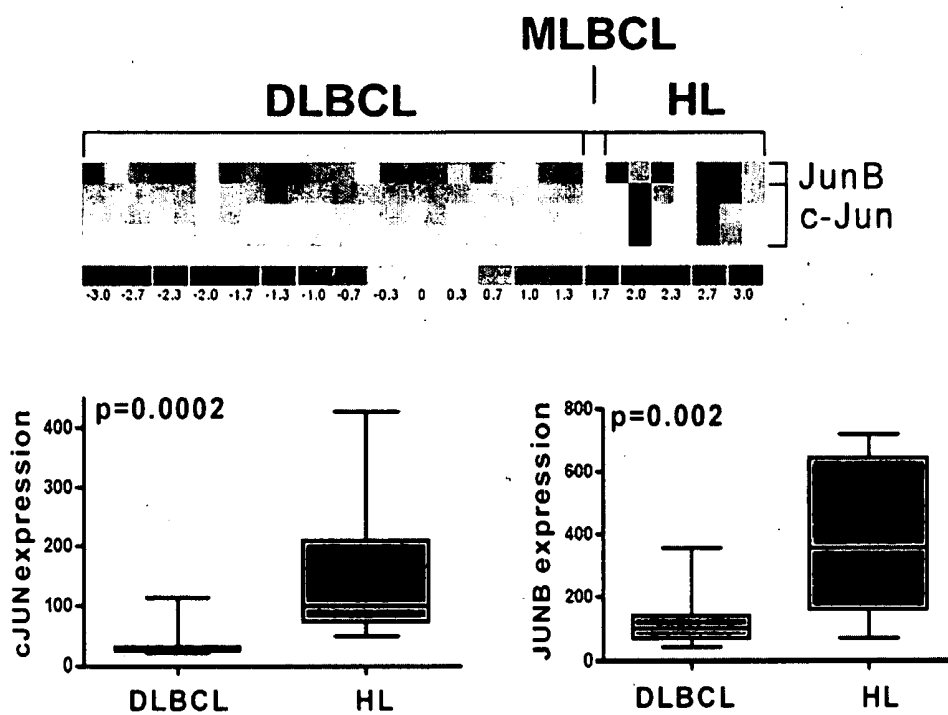 MLBCL
DLBCL
HL
JunB
c-Jun
-3.0 -2.7 -2.3 -2.0 -1.7 -1.3 -1.0 -0.7 -0.3 0 0.3 0.7 1.0 1.3 1.7 2.0 2.3 2.7 3.0
p=0.0002
cJUN expression
400
300
200
100
0
DLBCL HL
p=0.002
JUNB expression
800
600
400
200
0
DLBCL HL